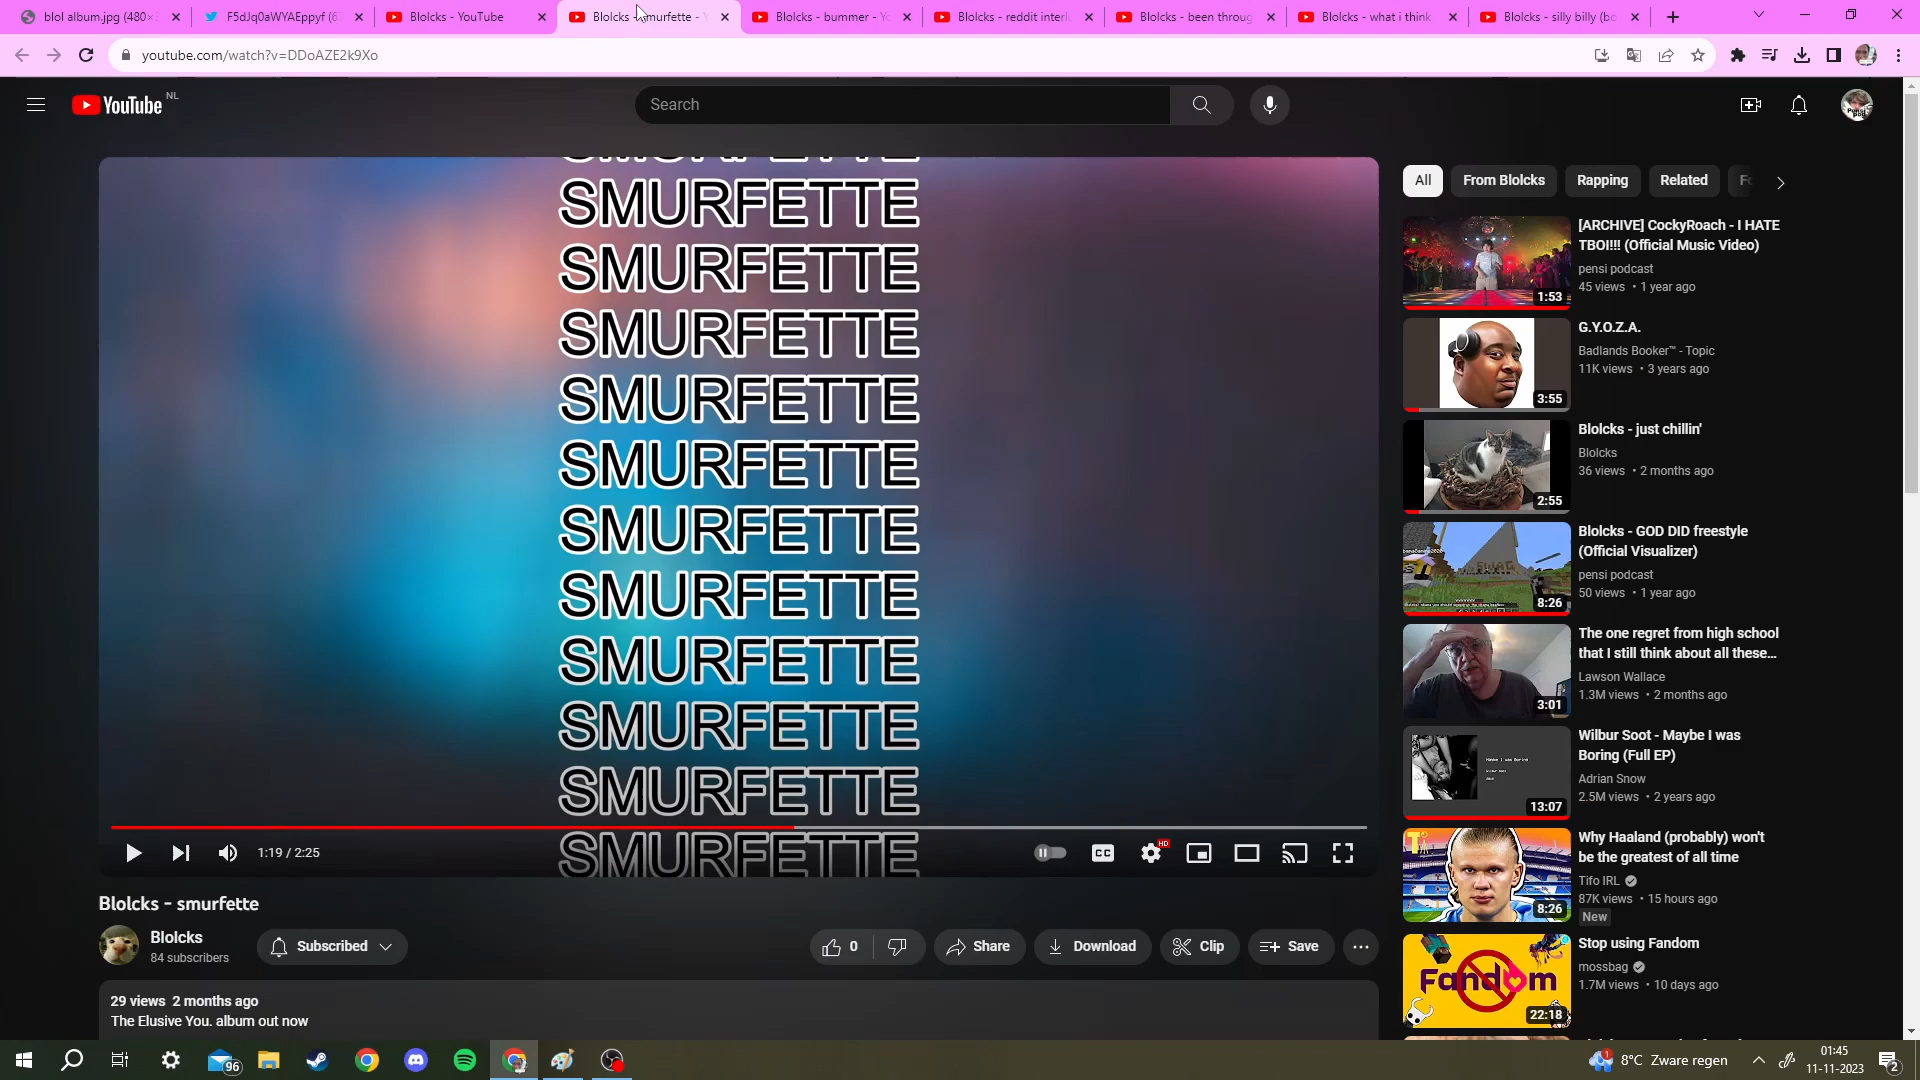 blol album.jpg (480×
F5dJq0aWYAEppyf (6
Blolcks - YouTube
Blolcks - smurfette - Y
Blolcks - bummer - Yo
Blolcks - reddit interl
Blolcks - been throug
Blolcks - what i think
Blolcks - silly billy (bo
youtube.com/watch?v=DDoAZE2k9Xo
YouTube NL
Search
SMURFETTE
SMURFETTE
SMURFETTE
SMURFETTE
SMURFETTE
SMURFETTE
SMURFETTE
SMURFETTE
SMURFETTE
SMURFETTE
SMURFETTE
SMURFETTE
1:19 / 2:25
CC
HD
Blolcks - smurfette
Blolcks
84 subscribers
Subscribed
0
Share
Download
Clip
Save
29 views 2 months ago
The Elusive You. album out now
All
From Blolcks
Rapping
Related
[ARCHIVE] CockyRoach - I HATE
TBOI!!! (Official Music Video)
pensi podcast
45 views • 1 year ago
1:53
G.Y.O.Z.A.
Badlands Booker™ - Topic
11K views • 3 years ago
3:55
Blolcks - just chillin'
Blolcks
36 views • 2 months ago
2:55
Blolcks - GOD DID freestyle
(Official Visualizer)
pensi podcast
50 views • 1 year ago
SWAG
8:26
The one regret from high school
that I still think about all these...
Lawson Wallace
1.3M views • 2 months ago
3:01
Wilbur Soot - Maybe I was
Boring (Full EP)
Adrian Snow
2.5M views • 2 years ago
13:07
Why Haaland (probably) won't
be the greatest of all time
Tifo IRL
87K views • 15 hours ago
New
8:26
Stop using Fandom
mossbag
1.7M views • 10 days ago
Fandom
22:18
96
1
8°C Zware regen
01:45
11-11-2023
2